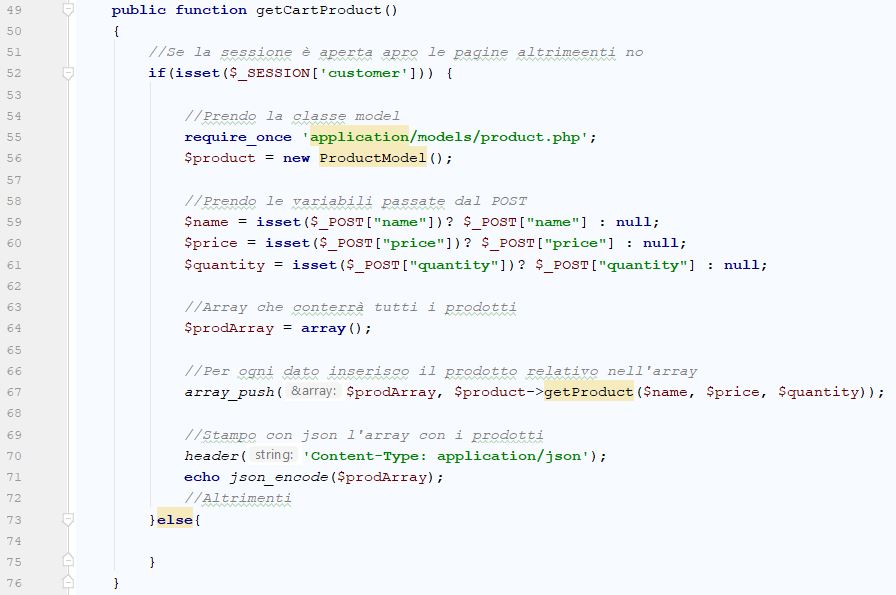 49 public function getCartProduct()
50 {
51 //Se la sessione è aperta apro le pagine altrimeenti no
52 if(isset($_SESSION['customer'])) {
53
54 //Prendo la classe model
55 require_once 'application/models/product.php';
56 $product = new ProductModel();
57
58 //Prendo le variabili passate dal POST
59 $name = isset($_POST["name"])? $_POST["name"] : null;
60 $price = isset($_POST["price"])? $_POST["price"] : null;
61 $quantity = isset($_POST["quantity"])? $_POST["quantity"] : null;
62
63 //Array che conterrà tutti i prodotti
64 $prodArray = array();
65
66 //Per ogni dato inserisco il prodotto relativo nell'array
67 array_push( &array: $prodArray, $product->getProduct($name, $price, $quantity));
68
69 //Stampo con json l'array con i prodotti
70 header( string: 'Content-Type: application/json');
71 echo json_encode($prodArray);
72 //Altrimenti
73 }else{
74
75 }
76 }